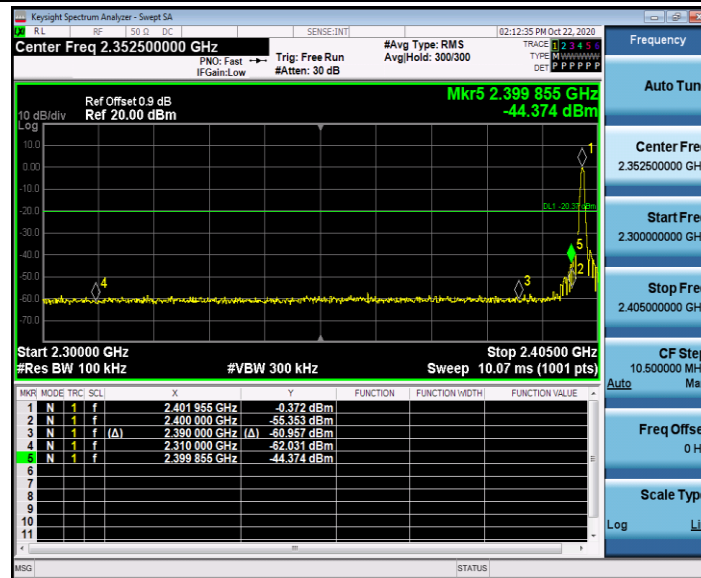 Keysight Spectrum Analyzer - Swept SA
RL RF 50 Ω DC SENSE:INT 02:12:35 PM Oct 22, 2020
Center Freq 2.352500000 GHz
#Avg Type: RMS
TRACE 1 2 3 4 5 6
PNO: Fast Trig: Free Run Avg|Hold: 300/300 TYPE M WWWWW
IFGain:Low #Atten: 30 dB DET P P P P P P
Ref Offset 0.9 dB
Mkr5 2.399 855 GHz
10 dB/div Ref 20.00 dBm
-44.374 dBm
Log
10.0
0.00
-10.0
-20.0
-30.0
-40.0
-50.0
-60.0
-70.0
1
DL1 -20.37 dBm
5
2
3
4
Start 2.30000 GHz Stop 2.40500 GHz
#Res BW 100 kHz #VBW 300 kHz Sweep 10.07 ms (1001 pts)
MKR MODE TRC SCL X Y FUNCTION FUNCTION WIDTH FUNCTION VALUE
1 N 1 f 2.401 955 GHz -0.372 dBm
2 N 1 f 2.400 000 GHz -55.353 dBm
3 N 1 f (Δ) 2.390 000 GHz (Δ) -60.957 dBm
4 N 1 f 2.310 000 GHz -62.031 dBm
5 N 1 f 2.399 855 GHz -44.374 dBm
6
7
8
9
10
11
MSG STATUS
Frequency
Auto Tun
Center Fre
2.352500000 GH
Start Fre
2.300000000 GH
Stop Fre
2.405000000 GH
CF Step
10.500000 MH
Auto Ma
Freq Offse
0 H
Scale Type
Log Li